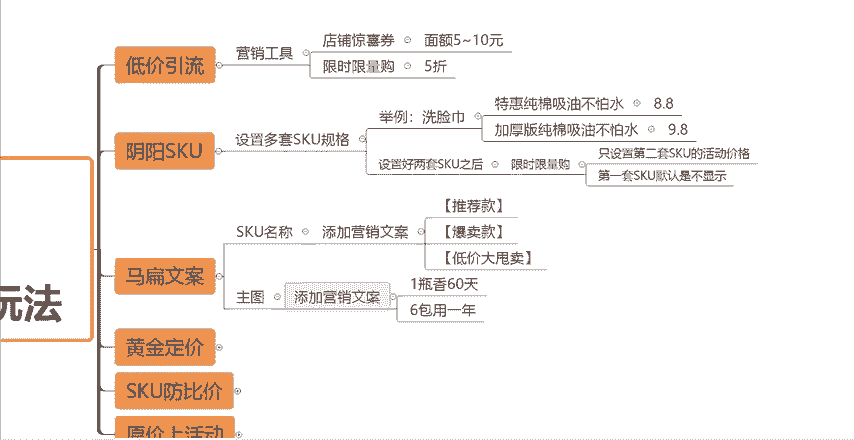 低价引流
营销工具
店铺惊喜券
面额5~10元
限时限量购
5折
阴阳SKU
设置多套SKU规格
举例：洗脸巾
特惠纯棉吸油不怕水
8.8
加厚版纯棉吸油不怕水
9.8
设置好两套SKU之后
限时限量购
只设置第二套SKU的活动价格
第一套SKU默认是不显示
玩法
马扁文案
SKU名称
添加营销文案
【推荐款】
【爆卖款】
【低价大甩卖】
主图
添加营销文案
1瓶香60天
6包用一年
黄金定价
SKU防比价
原价上活动